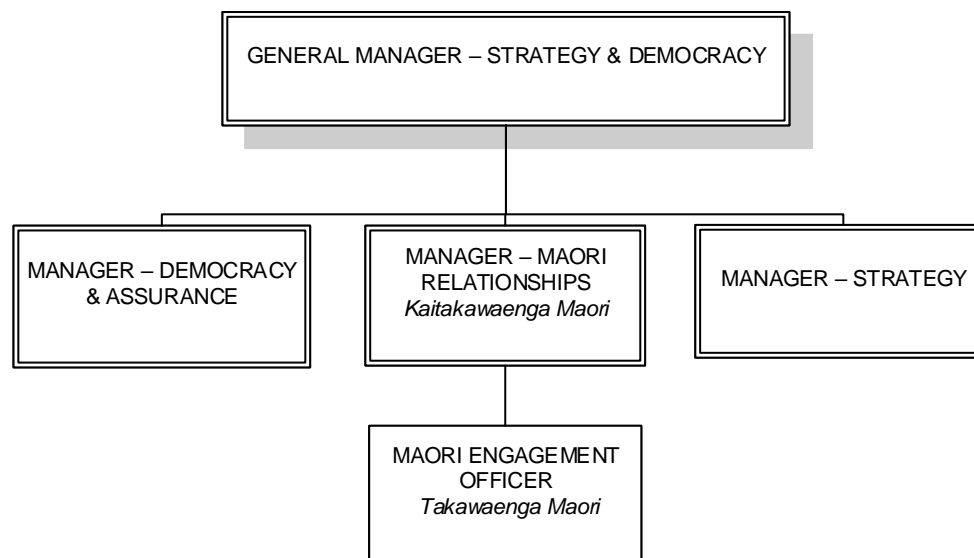 GENERAL MANAGER – STRATEGY & DEMOCRACY
MANAGER – DEMOCRACY
& ASSURANCE
MANAGER – MAORI
RELATIONSHIPS
Kaitakawaenga Maori
MANAGER – STRATEGY
MAORI ENGAGEMENT
OFFICER
Takawaenga Maori